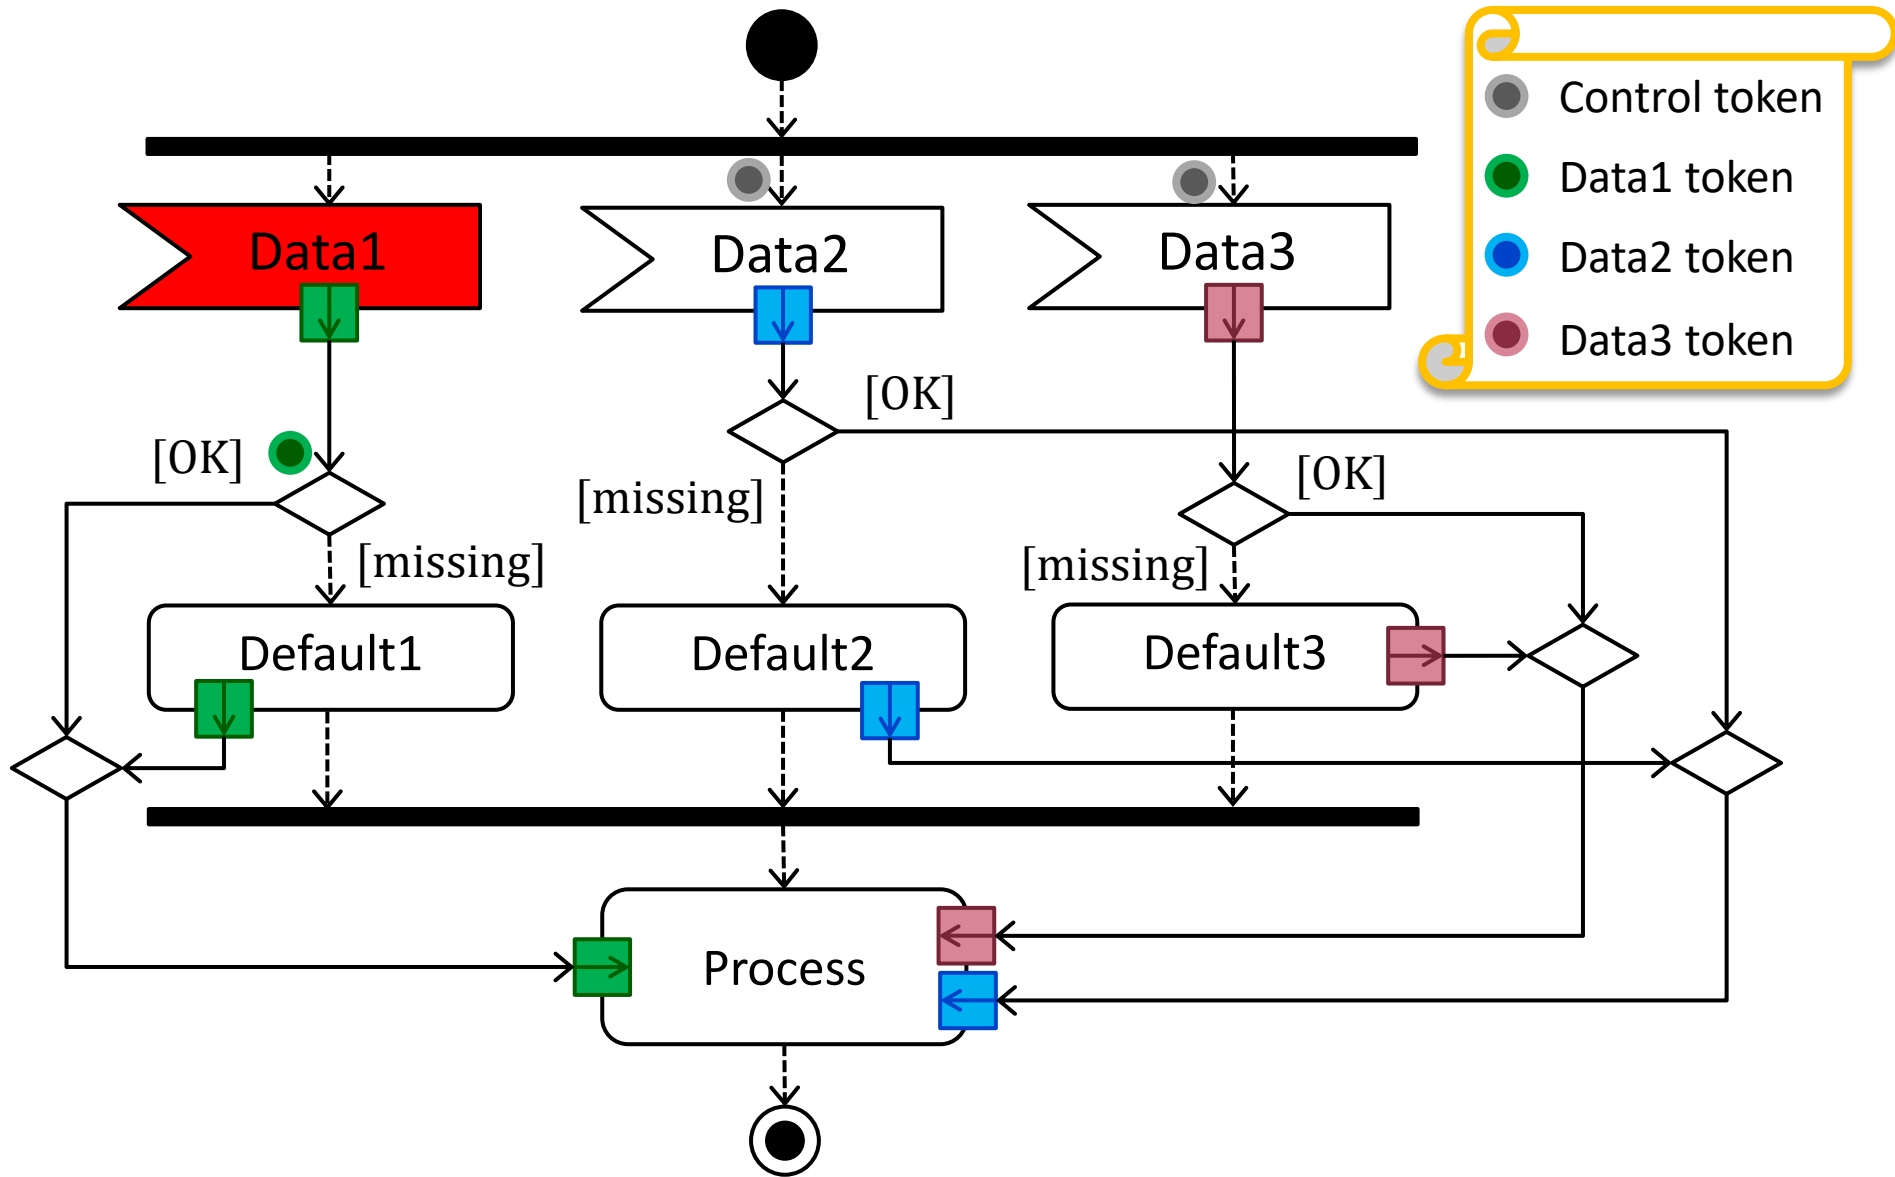 Control token
Data1 token
Data2 token
Data3 token
Data1
Data2
Data3
[OK]
[OK]
[OK]
[missing]
[missing]
[missing]
Default1
Default2
Default3
Process